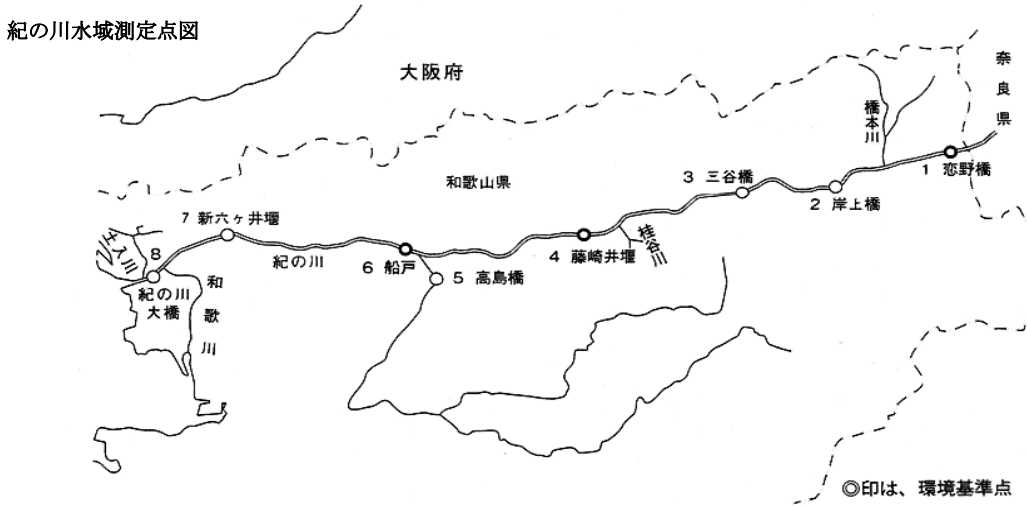 紀の川水域測定点図
大阪府
奈良県
橋本川
1 恋野橋
和歌山県
3 三谷橋
2 岸上橋
7 新六ヶ井堰
桂谷川
土入川
8
紀の川
6 船戸
4 藤崎井堰
5 高島橋
紀の川
大橋
和歌川
◎印は、環境基準点